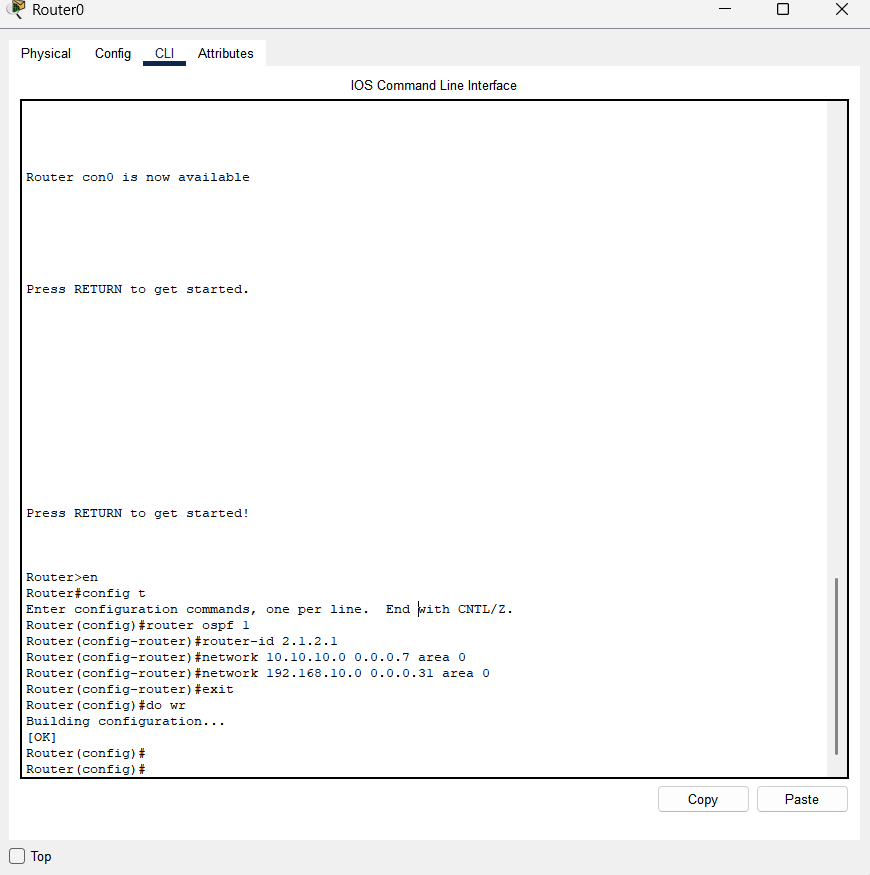 Router0
Physical Config CLI Attributes
IOS Command Line Interface
Router con0 is now available
Press RETURN to get started.
Press RETURN to get started!
Router>en
Router#config t
Enter configuration commands, one per line.  End with CNTL/Z.
Router(config)#router ospf 1
Router(config-router)#router-id 2.1.2.1
Router(config-router)#network 10.10.10.0 0.0.0.7 area 0
Router(config-router)#network 192.168.10.0 0.0.0.31 area 0
Router(config-router)#exit
Router(config)#do wr
Building configuration...
[OK]
Router(config)#
Router(config)#
Copy Paste
Top